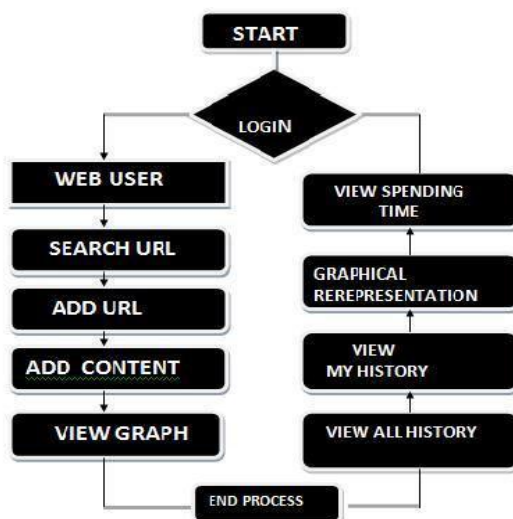 START
LOGIN
WEB USER
SEARCH URL
ADD URL
ADD CONTENT
VIEW GRAPH
END PROCESS
VIEW ALL HISTORY
VIEW
MY HISTORY
GRAPHICAL
REREPRESENTATION
VIEW SPENDING
TIME